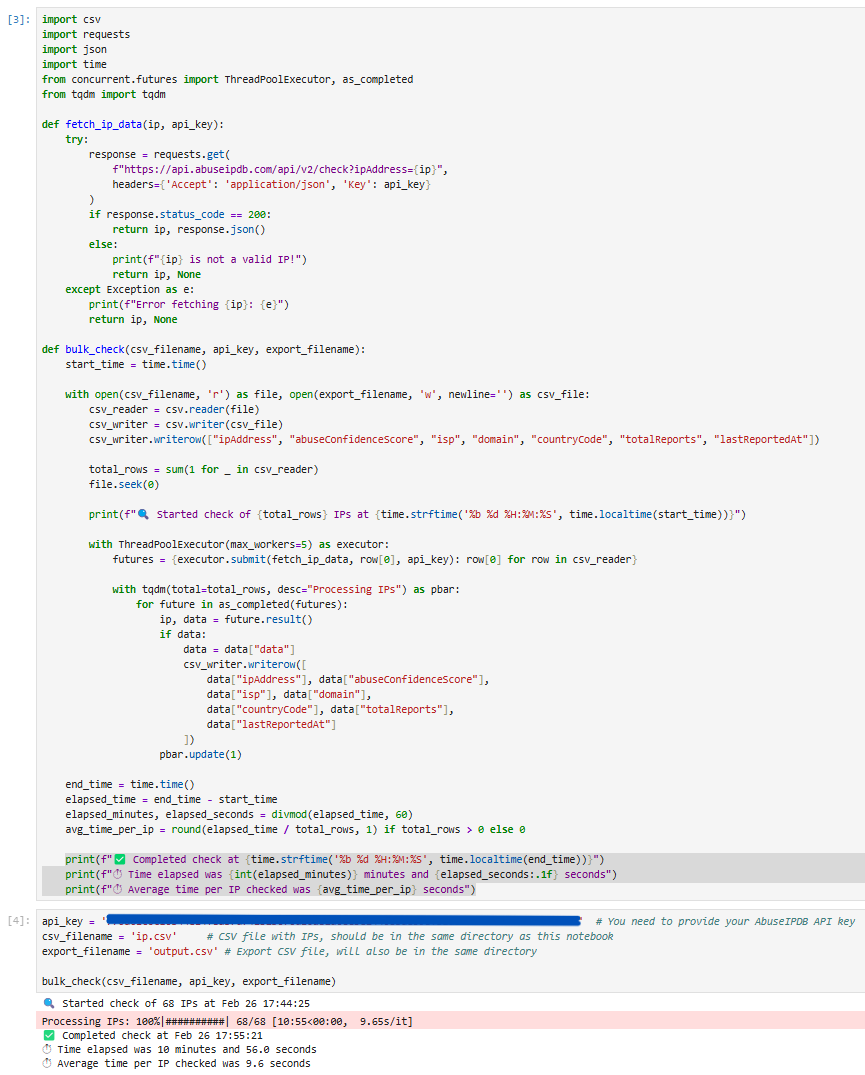 [3]: import csv
import requests
import json
import time
from concurrent.futures import ThreadPoolExecutor, as_completed
from tqdm import tqdm

def fetch_ip_data(ip, api_key):
    try:
        response = requests.get(
            f"https://api.abuseipdb.com/api/v2/check?ipAddress={ip}",
            headers={'Accept': 'application/json', 'Key': api_key}
        )
        if response.status_code == 200:
            return ip, response.json()
        else:
            print(f"{ip} is not a valid IP!")
            return ip, None
    except Exception as e:
        print(f"Error fetching {ip}: {e}")
        return ip, None

def bulk_check(csv_filename, api_key, export_filename):
    start_time = time.time()

    with open(csv_filename, 'r') as file, open(export_filename, 'w', newline='') as csv_file:
        csv_reader = csv.reader(file)
        csv_writer = csv.writer(csv_file)
        csv_writer.writerow(["ipAddress", "abuseConfidenceScore", "isp", "domain", "countryCode", "totalReports", "lastReportedAt"])

        total_rows = sum(1 for _ in csv_reader)
        file.seek(0)

        print(f"🔍 Started check of {total_rows} IPs at {time.strftime('%b %d %H:%M:%S', time.localtime(start_time))}")

        with ThreadPoolExecutor(max_workers=5) as executor:
            futures = {executor.submit(fetch_ip_data, row[0], api_key): row[0] for row in csv_reader}

            with tqdm(total=total_rows, desc="Processing IPs") as pbar:
                for future in as_completed(futures):
                    ip, data = future.result()
                    if data:
                        data = data["data"]
                        csv_writer.writerow([
                            data["ipAddress"], data["abuseConfidenceScore"],
                            data["isp"], data["domain"],
                            data["countryCode"], data["totalReports"],
                            data["lastReportedAt"]
                        ])
                    pbar.update(1)

    end_time = time.time()
    elapsed_time = end_time - start_time
    elapsed_minutes, elapsed_seconds = divmod(elapsed_time, 60)
    avg_time_per_ip = round(elapsed_time / total_rows, 1) if total_rows > 0 else 0

    print(f"✅ Completed check at {time.strftime('%b %d %H:%M:%S', time.localtime(end_time))}")
    print(f"⏱ Time elapsed was {int(elapsed_minutes)} minutes and {elapsed_seconds:.1f} seconds")
    print(f"⏱ Average time per IP checked was {avg_time_per_ip} seconds")

[4]: api_key = '' # You need to provide your AbuseIPDB API key
csv_filename = 'ip.csv' # CSV file with IPs, should be in the same directory as this notebook
export_filename = 'output.csv' # Export CSV file, will also be in the same directory

bulk_check(csv_filename, api_key, export_filename)
🔍 Started check of 68 IPs at Feb 26 17:44:25
Processing IPs: 100%|##########| 68/68 [10:55<00:00, 9.65s/it]
✅ Completed check at Feb 26 17:55:21
⏱ Time elapsed was 10 minutes and 56.0 seconds
⏱ Average time per IP checked was 9.6 seconds